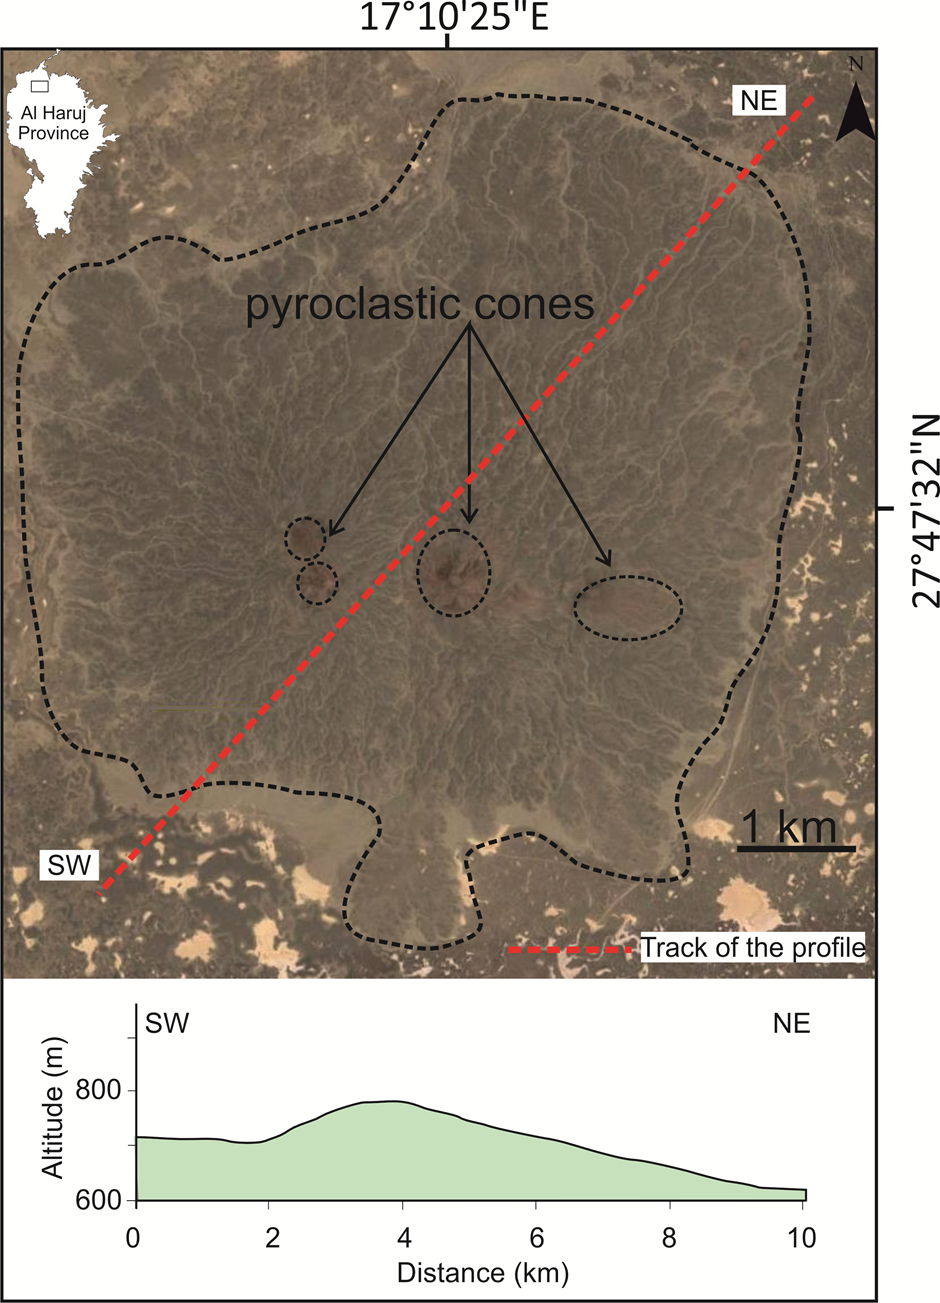 17°10'25"E
N
NE
Al Haruj
Province
pyroclastic cones
27°47'32"N
1 km
SW
Track of the profile
SW
NE
Altitude (m)
800
600
0
2
4
6
8
10
Distance (km)